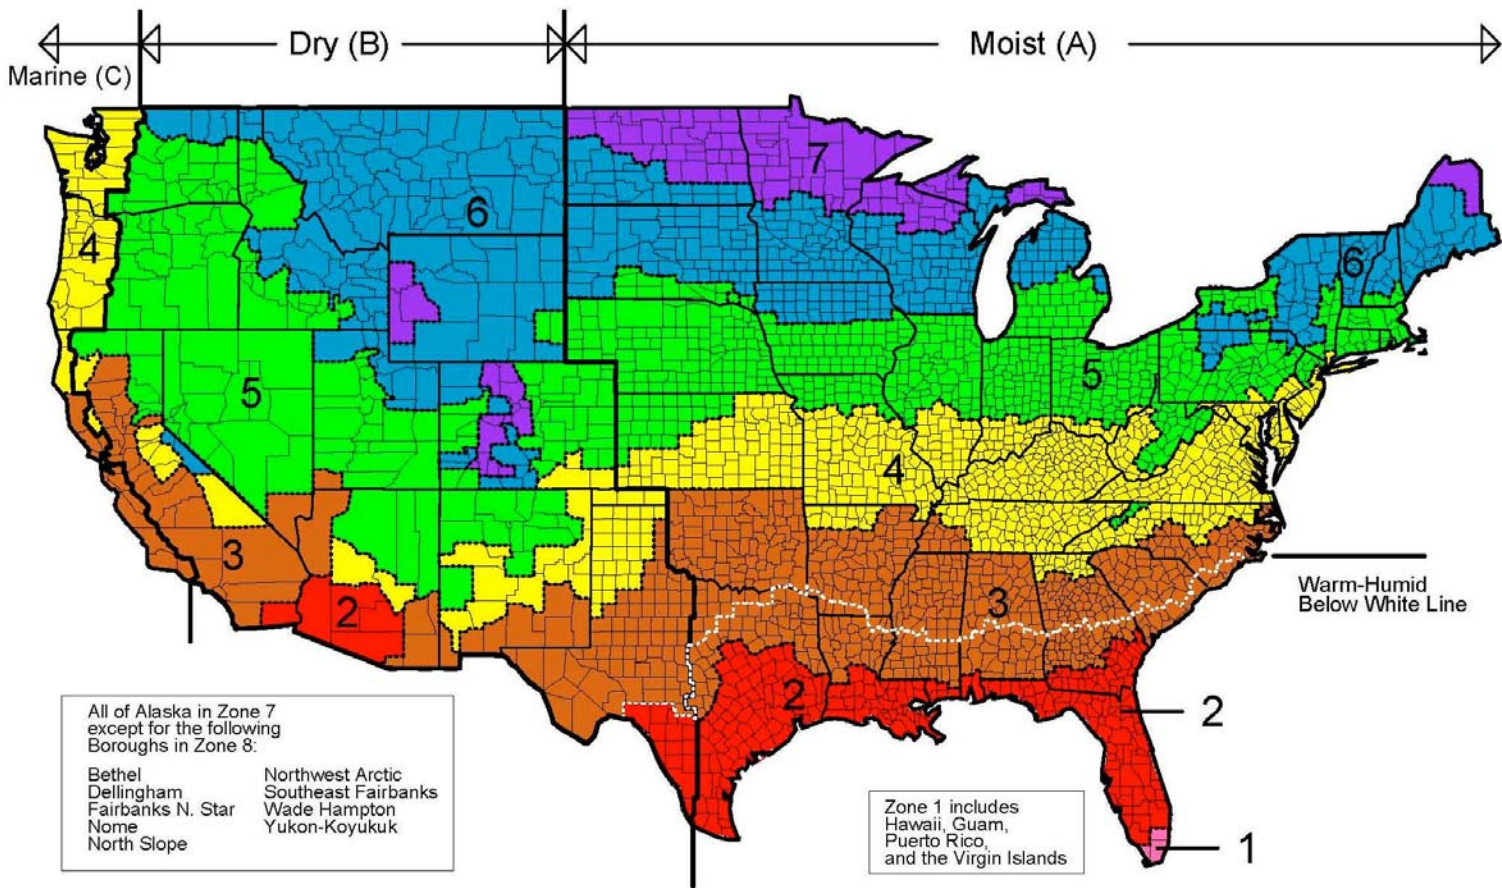 Marine (C)
Dry (B)
Moist (A)
7
6
6
4
5
5
4
3
3
2
2
Warm-Humid
Below White Line
2
1
All of Alaska in Zone 7
except for the following
Boroughs in Zone 8:
Bethel
Dellingham
Fairbanks N. Star
Nome
North Slope
Northwest Arctic
Southeast Fairbanks
Wade Hampton
Yukon-Koyukuk
Zone 1 includes
Hawaii, Guam,
Puerto Rico,
and the Virgin Islands